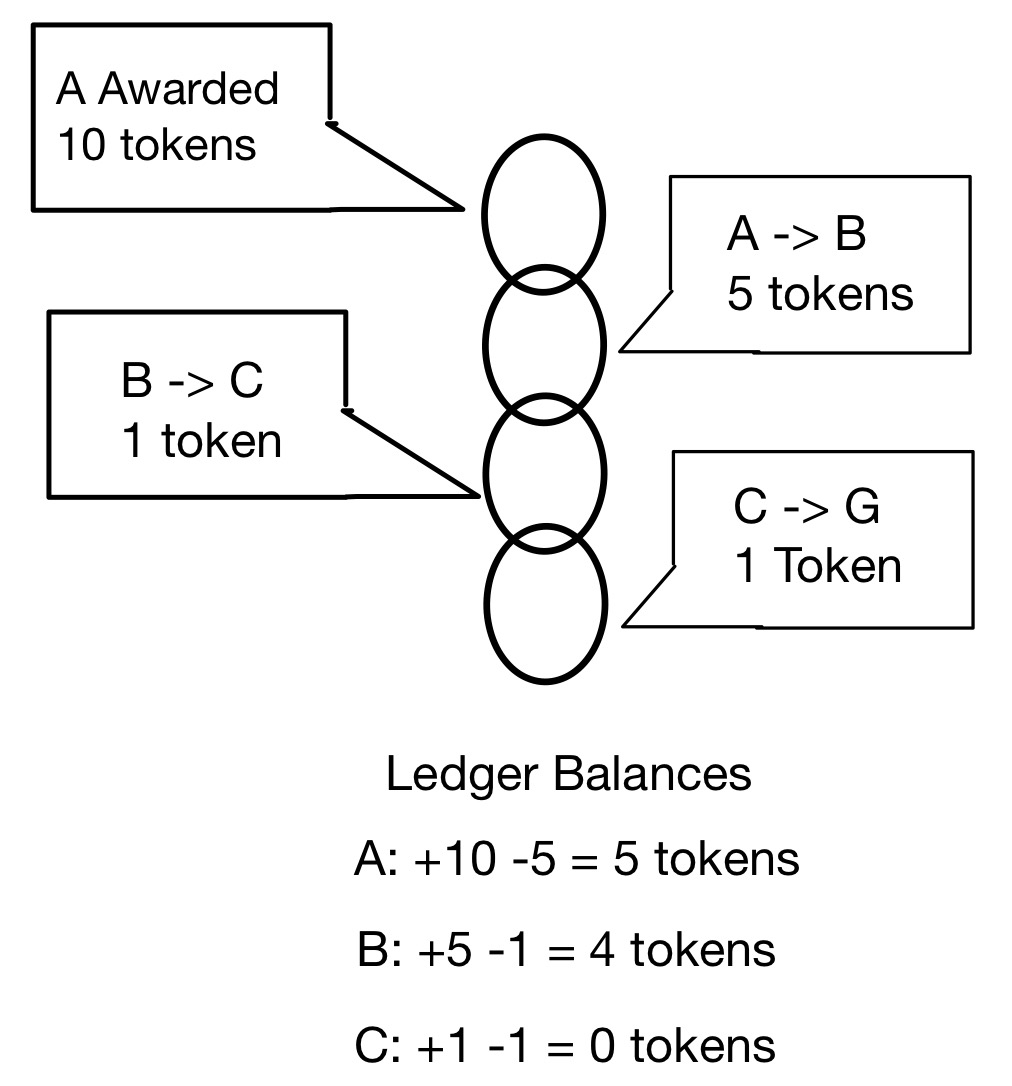 A Awarded
10 tokens
A -> B
5 tokens
B -> C
1 token
C -> G
1 Token
Ledger Balances
A: +10 -5 = 5 tokens
B: +5 -1 = 4 tokens
C: +1 -1 = 0 tokens